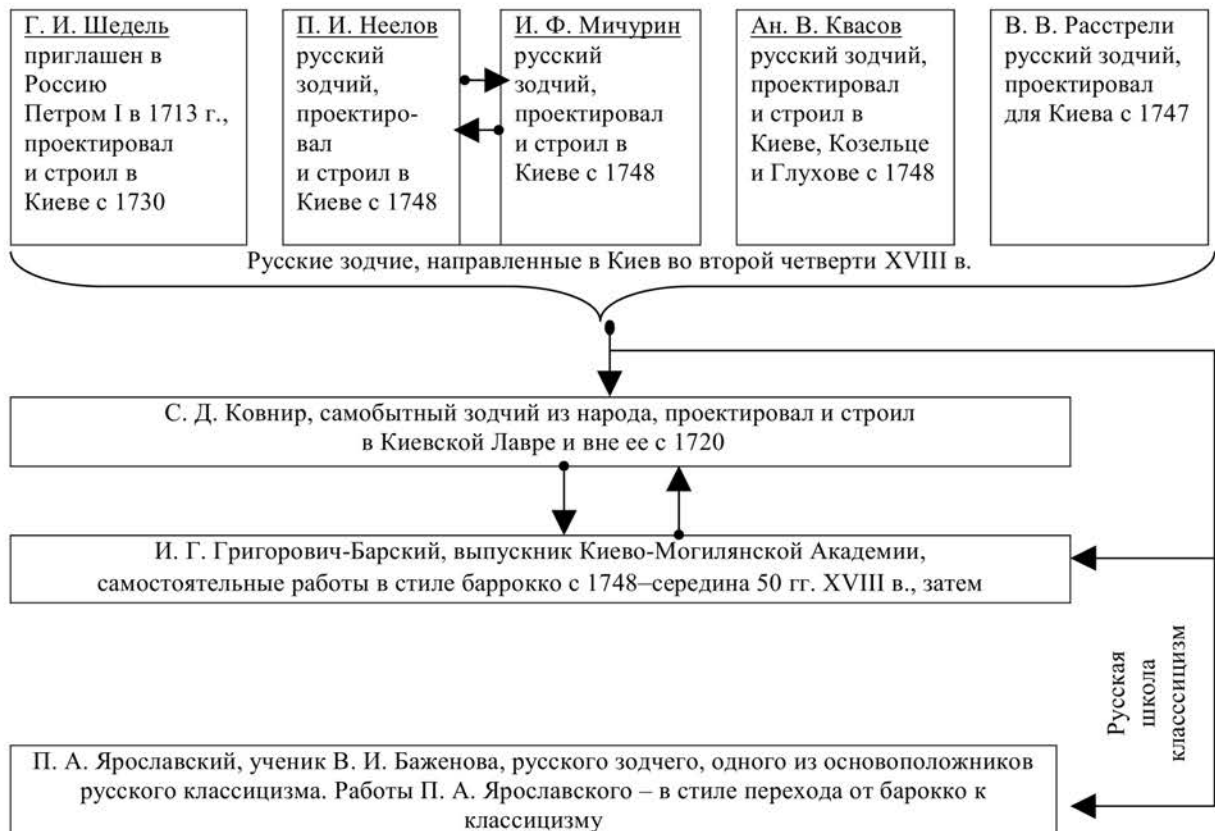 Г. И. Шедель
приглашен в
Россию
Петром I в 1713 г.,
проектировал
и строил в
Киеве с 1730
П. И. Неелов
русский
зодчий,
проектиро-
вал
и строил в
Киеве с 1748
И. Ф. Мичурин
русский
зодчий,
проектировал
и строил в
Киеве с 1748
Ан. В. Квасов
русский зодчий,
проектировал
и строил в
Киеве, Козельце
и Глухове с 1748
В. В. Расстрели
русский зодчий,
проектировал
для Киева с 1747
Русские зодчие, направленные в Киев во второй четверти XVIII в.
С. Д. Ковнир, самобытный зодчий из народа, проектировал и строил
в Киевской Лавре и вне ее с 1720
И. Г. Григорович-Барский, выпускник Киево-Могилянской Академии,
самостоятельные работы в стиле баррокко с 1748–середина 50 гг. XVIII в., затем
Русская
школа
класссицизм
П. А. Ярославский, ученик В. И. Баженова, русского зодчего, одного из основоположников
русского классицизма. Работы П. А. Ярославского – в стиле перехода от барокко к
классицизму